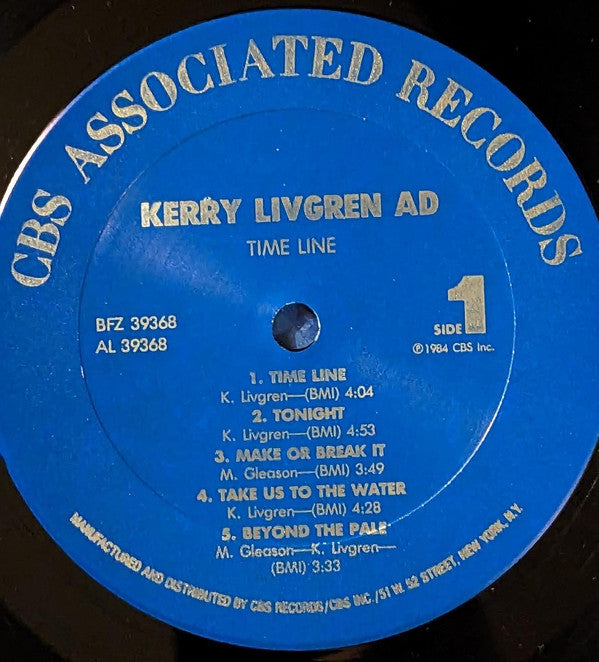 CBS ASSOCIATED RECORDS
KERRY LIVGREN AD
TIME LINE
BFZ 39368
AL 39368
SIDE 1
℗1984 CBS Inc.
1. TIME LINE
K. Livgren—(BMI) 4:04
2. TONIGHT
K. Livgren—(BMI) 4:53
3. MAKE OR BREAK IT
M. Gleason—(BMI) 3:49
4. TAKE US TO THE WATER
K. Livgren—(BMI) 4:28
5. BEYOND THE PALE
M. Gleason—K. Livgren—
(BMI) 3:33
MANUFACTURED AND DISTRIBUTED BY CBS RECORDS/CBS INC./51 W. 52 STREET, NEW YORK, N.Y.